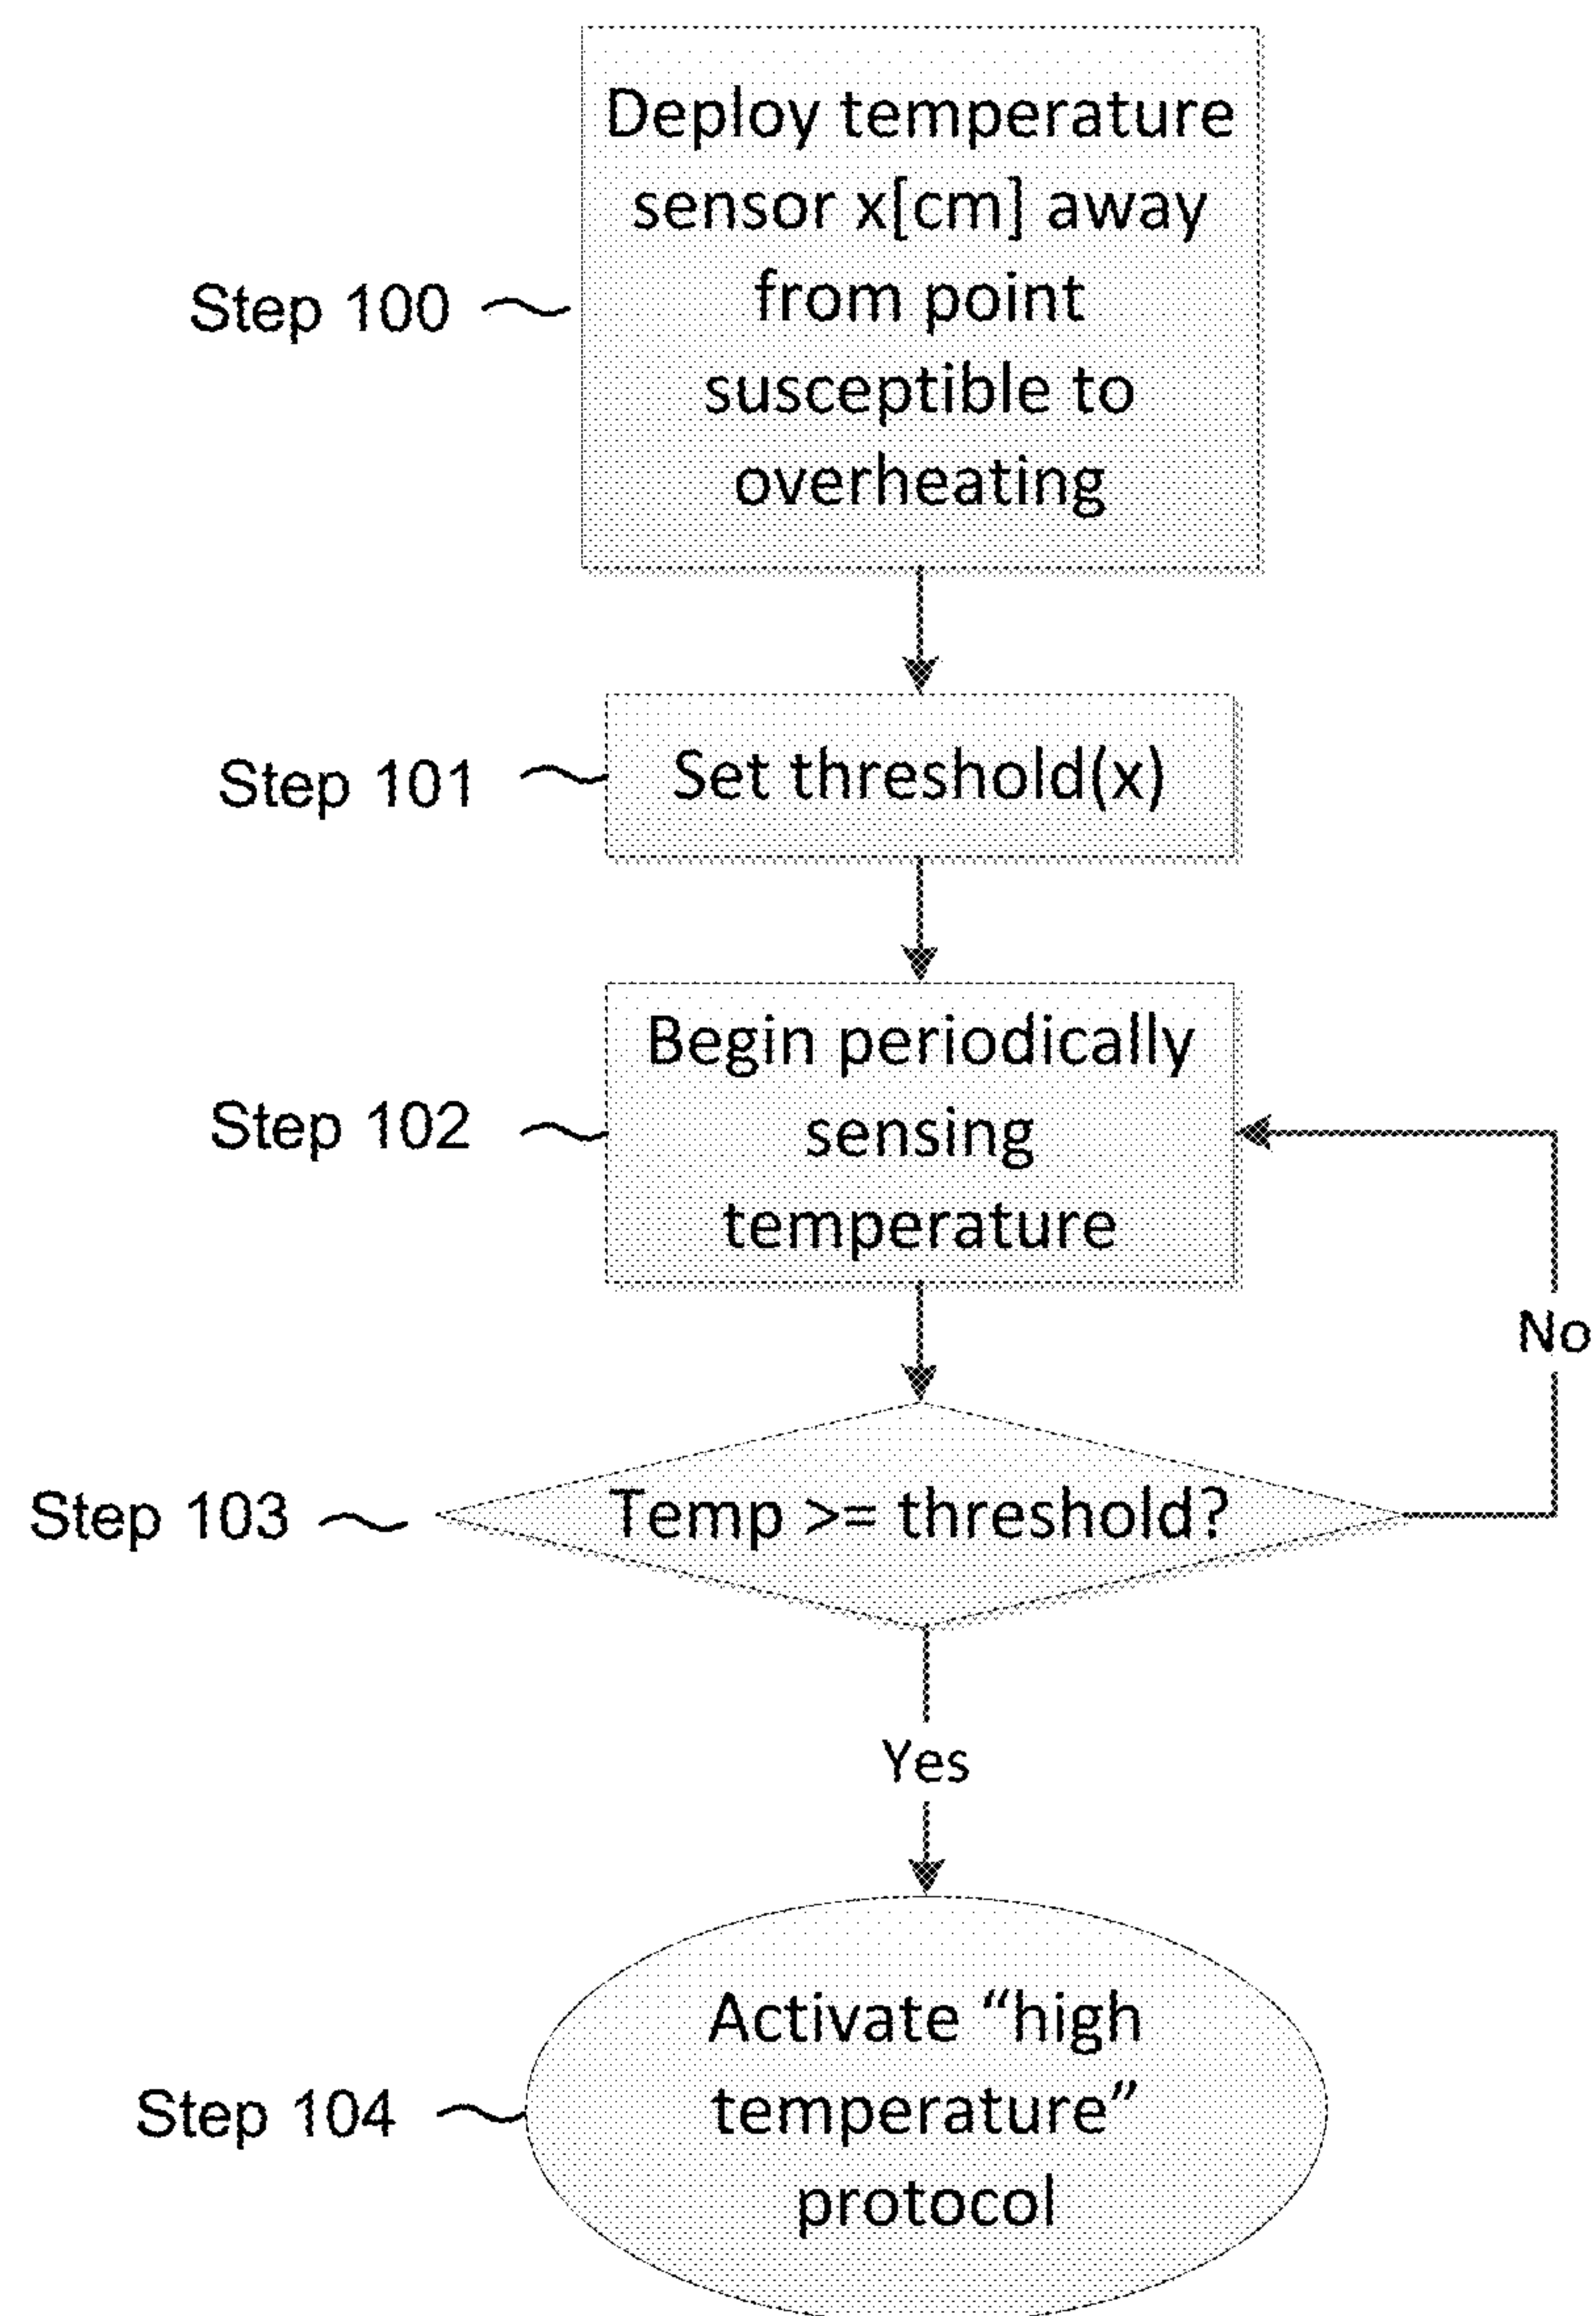 Deploy temperature
sensor x[cm] away
from point
susceptible to
overheating
Step 100
Set threshold(x)
Step 101
Begin periodically
sensing
temperature
Step 102
No
Temp >= threshold?
Step 103
Yes
Activate “high
temperature”
protocol
Step 104